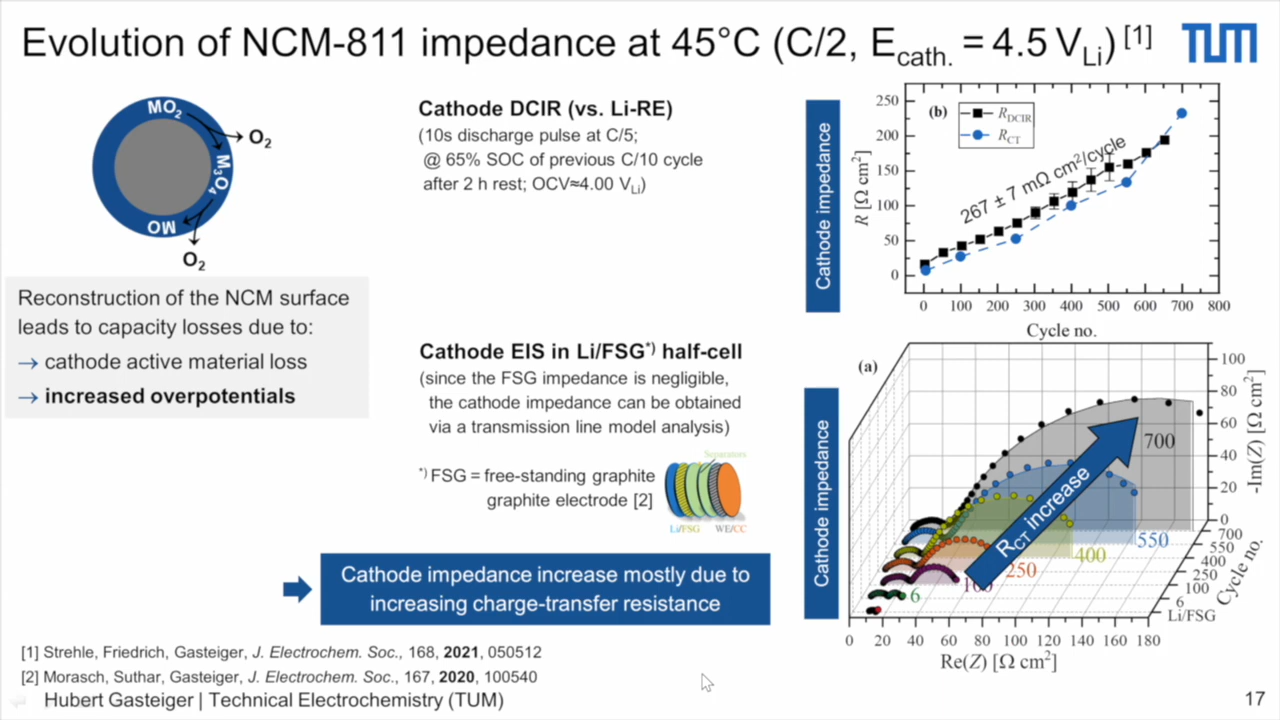 Evolution of NCM-811 impedance at 45°C (C/2, E_cath. = 4.5 V_Li) [1]
TUM
MO2
O2
M3O4
MO
O2
Reconstruction of the NCM surface
leads to capacity losses due to:
→ cathode active material loss
→ increased overpotentials
Cathode DCIR (vs. Li-RE)
(10s discharge pulse at C/5;
@ 65% SOC of previous C/10 cycle
after 2 h rest; OCV≈4.00 V_Li)
Cathode EIS in Li/FSG*) half-cell
(since the FSG impedance is negligible,
the cathode impedance can be obtained
via a transmission line model analysis)
*) FSG = free-standing graphite
graphite electrode [2]
Separators
Li/FSG WE/CC
Cathode impedance increase mostly due to
increasing charge-transfer resistance
Cathode impedance
(b)
R_DCIR
R_CT
267 ± 7 mΩ cm²/cycle
R [Ω cm²]
250
200
150
100
50
0
0 100 200 300 400 500 600 700 800
Cycle no.
Cathode impedance
(a)
R_CT increase
700
550
400
250
100
6
100
80
60
40
20
0
-Im(Z) [Ω cm²]
700
550
400
250
100
6
Li/FSG
Cycle no.
0 20 40 60 80 100 120 140 160 180
Re(Z) [Ω cm²]
[1] Strehle, Friedrich, Gasteiger, J. Electrochem. Soc., 168, 2021, 050512
[2] Morasch, Suthar, Gasteiger, J. Electrochem. Soc., 167, 2020, 100540
Hubert Gasteiger | Technical Electrochemistry (TUM)
17